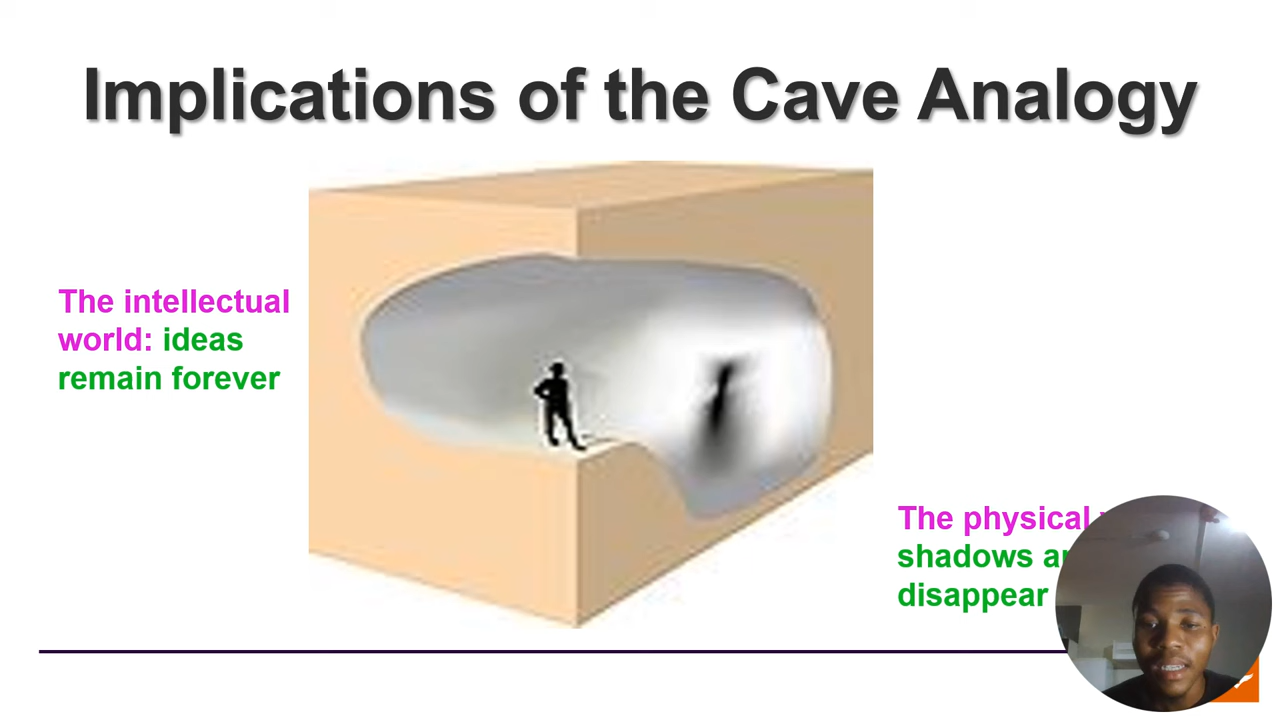 Implications of the Cave Analogy
The intellectual
world: ideas
remain forever
The physical
shadows
disappear